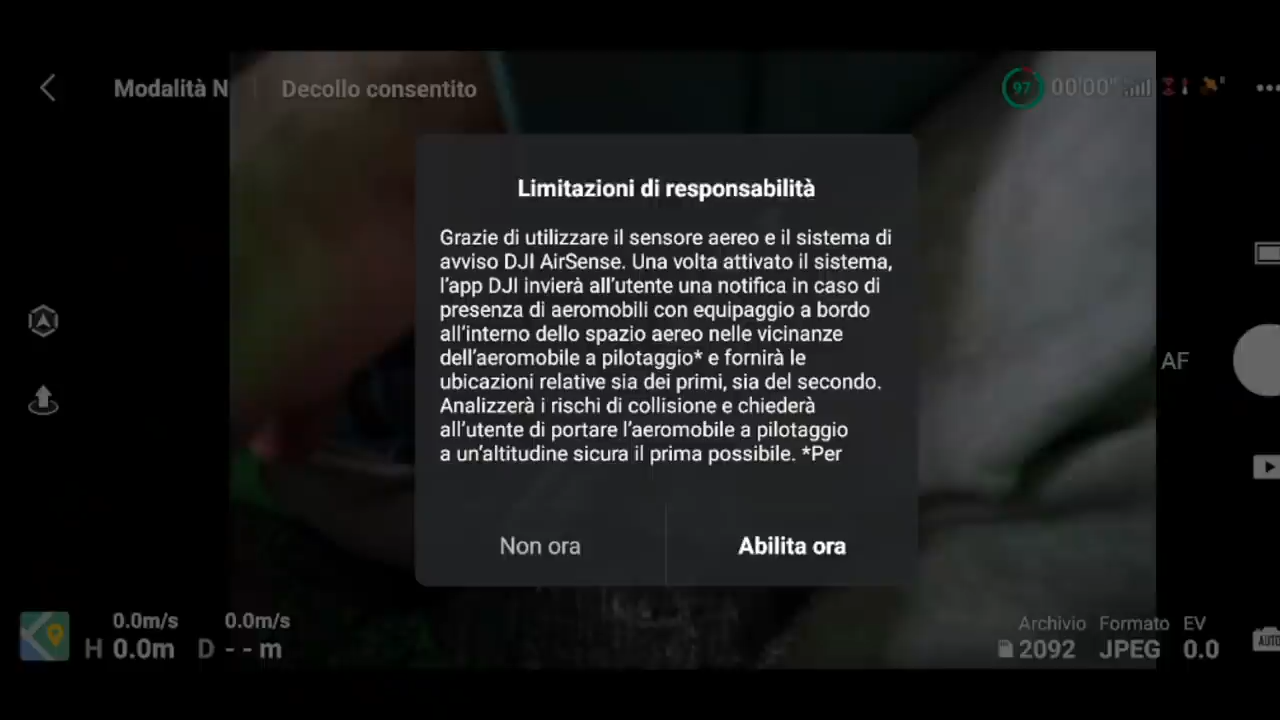 Modalità N
Decollo consentito
97
00'00"
Limitazioni di responsabilità
Grazie di utilizzare il sensore aereo e il sistema di
avviso DJI AirSense. Una volta attivato il sistema,
l'app DJI invierà all'utente una notifica in caso di
presenza di aeromobili con equipaggio a bordo
all'interno dello spazio aereo nelle vicinanze
dell'aeromobile a pilotaggio* e fornirà le
ubicazioni relative sia dei primi, sia del secondo.
Analizzerà i rischi di collisione e chiederà
all'utente di portare l'aeromobile a pilotaggio
a un'altitudine sicura il prima possibile. *Per
AF
Non ora
Abilita ora
0.0m/s 0.0m/s
H 0.0m D - - m
Archivio Formato EV
2092 JPEG 0.0
AUTO